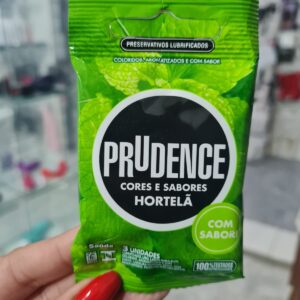 PRESERVATIVOS LUBRIFICADOS
COLORIDOS, AROMATIZADOS E COM SABOR
PRUDENCE
CORES E SABORES
HORTELÃ
COM
SABOR!
3 UNIDADES